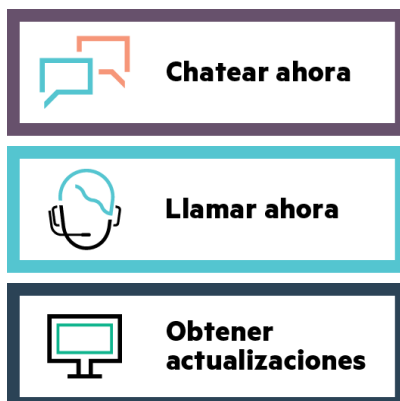 Chatear ahora
Llamar ahora
Obtener
actualizaciones